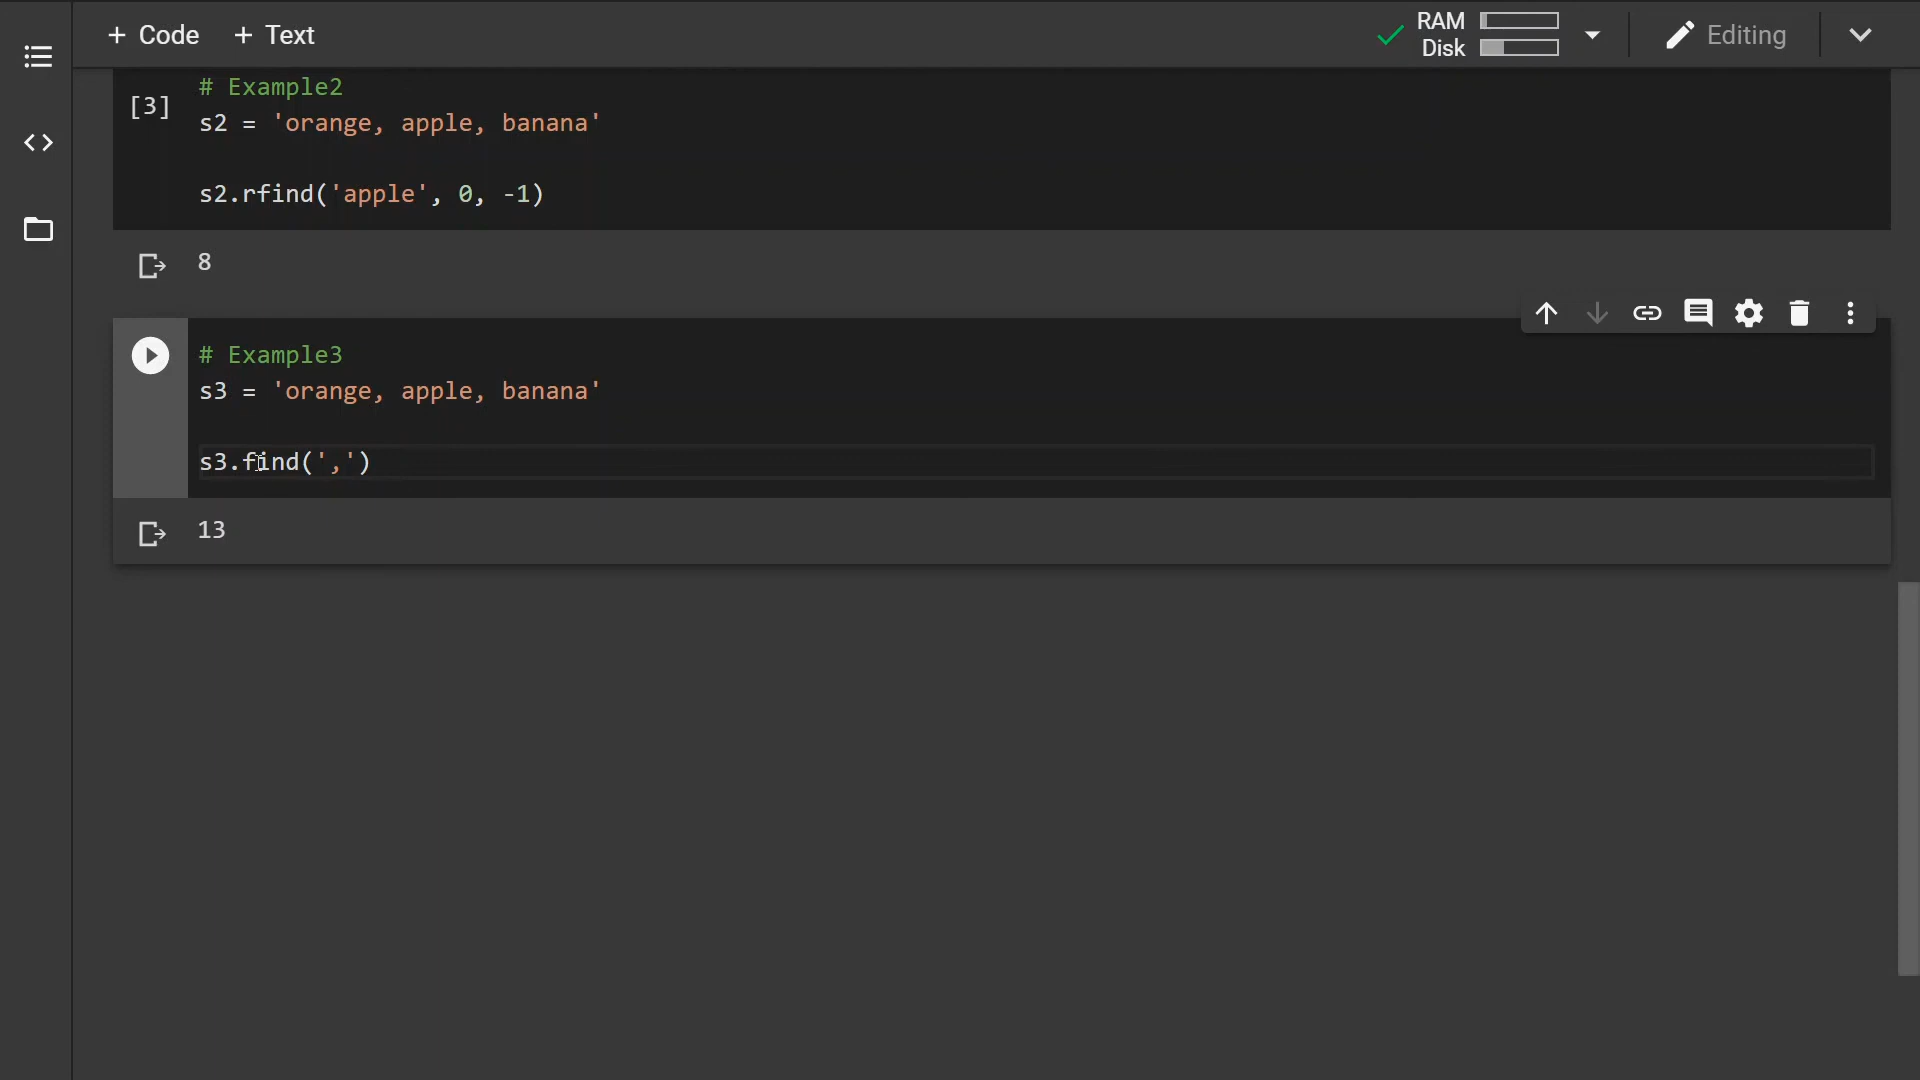 + Code + Text
RAM
Disk
Editing
[3]
# Example2
s2 = 'orange, apple, banana'
s2.rfind('apple', 0, -1)
8
# Example3
s3 = 'orange, apple, banana'
s3.find(',')
13